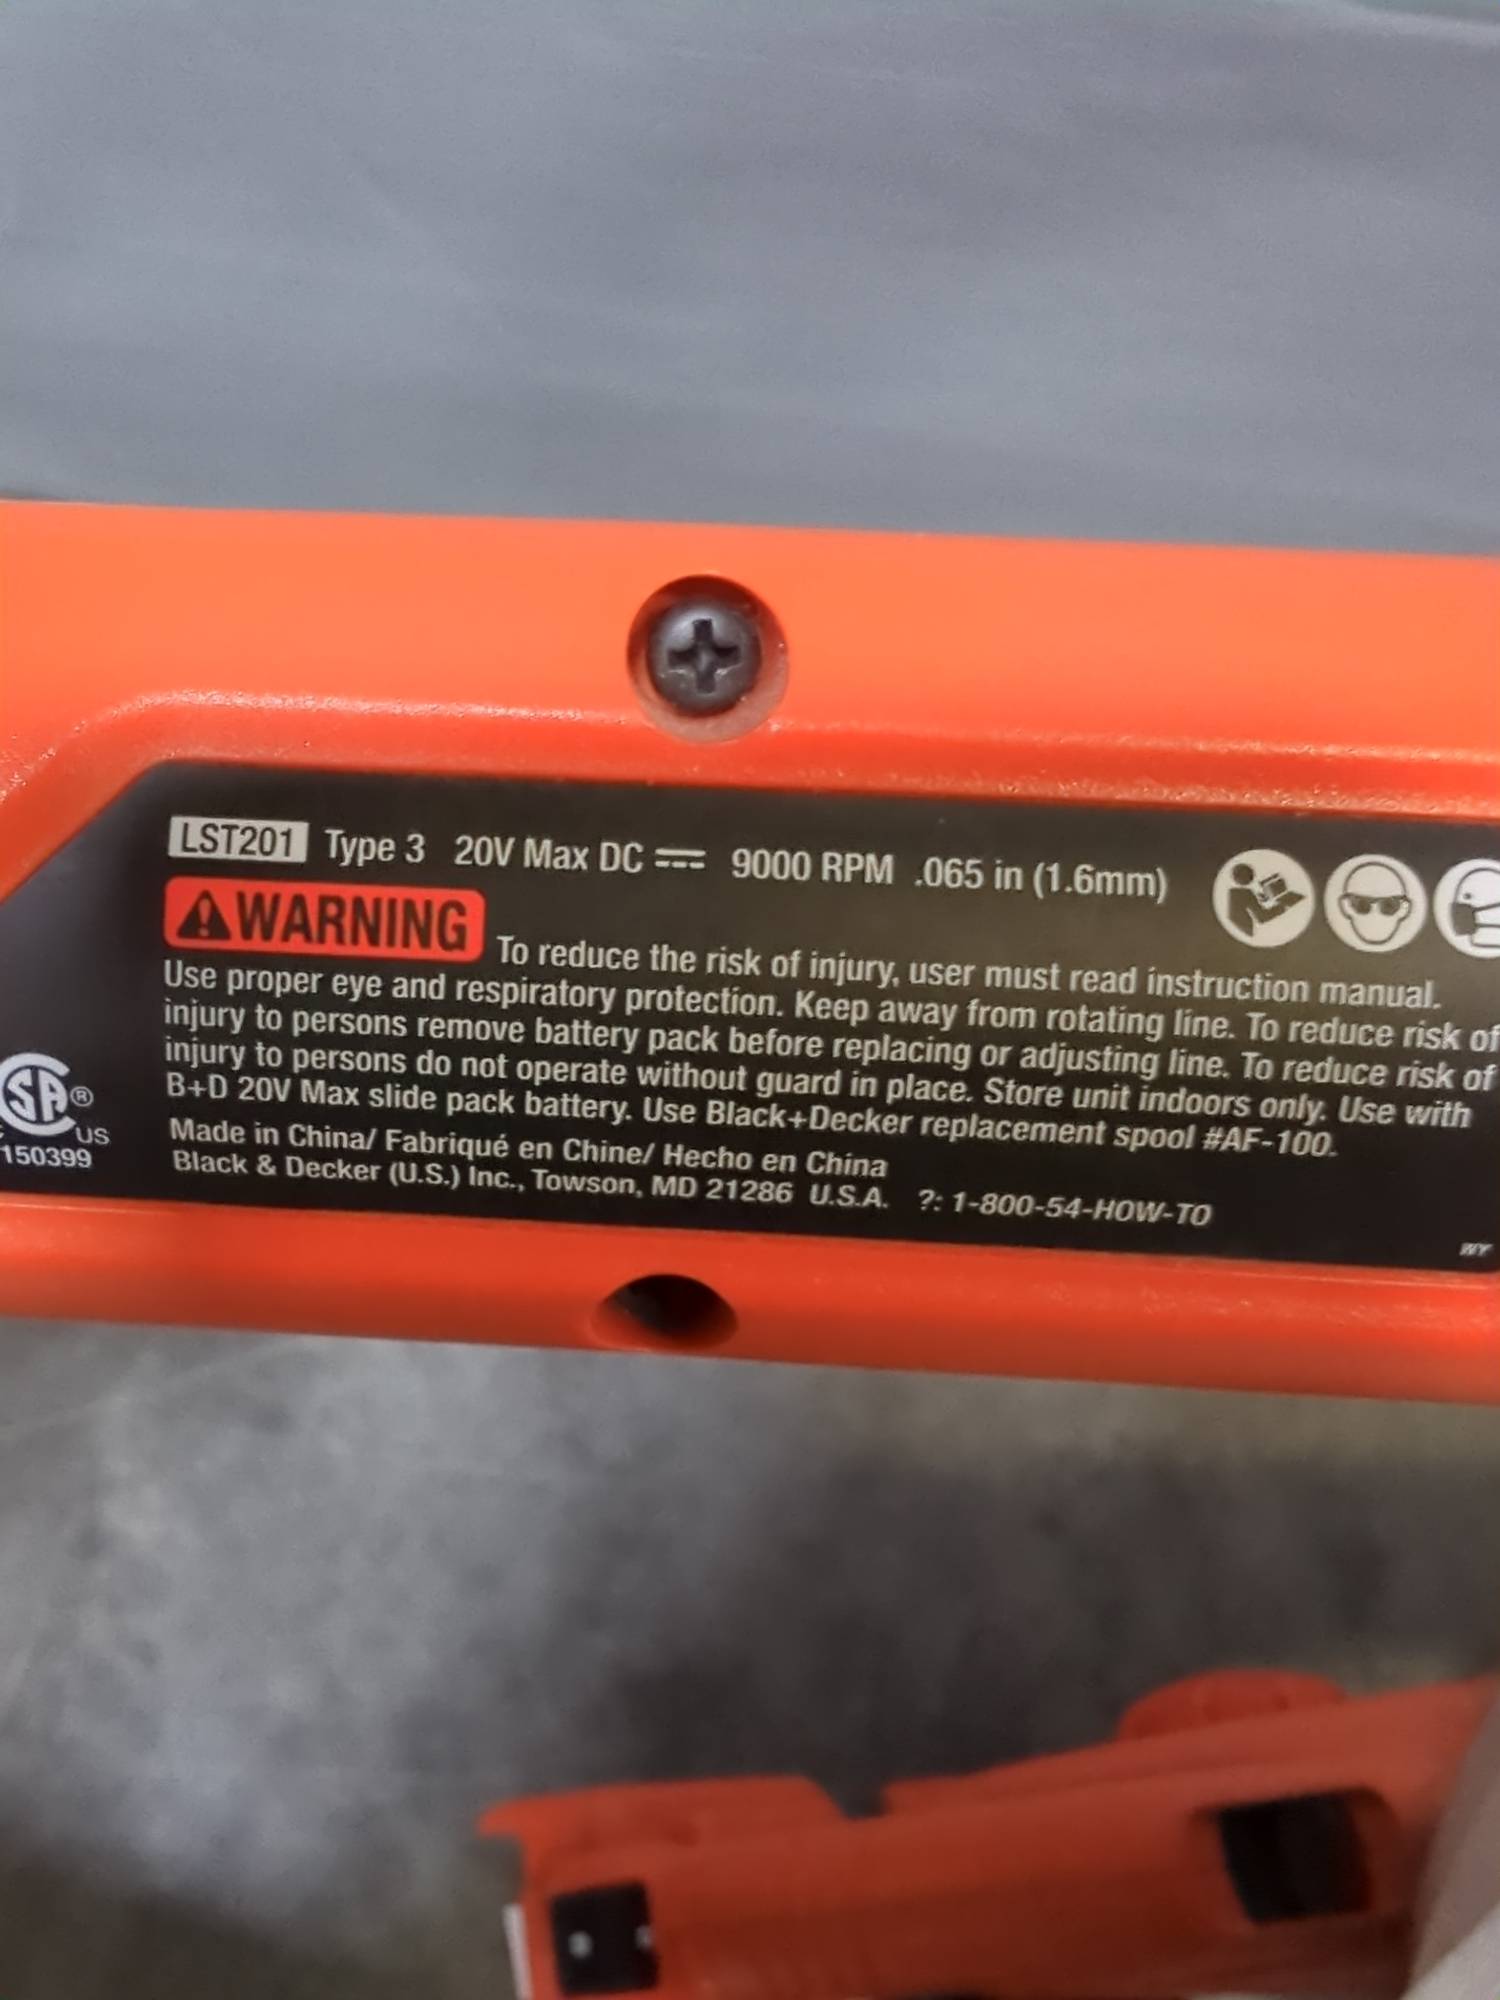 LST201 Type 3 20V Max DC 9000 RPM .065 in (1.6mm)
WARNING To reduce the risk of injury, user must read instruction manual.
Use proper eye and respiratory protection. Keep away from rotating line. To reduce risk of
injury to persons remove battery pack before replacing or adjusting line. To reduce risk of
injury to persons do not operate without guard in place. Store unit indoors only. Use with
B+D 20V Max slide pack battery. Use Black+Decker replacement spool #AF-100.
Made in China/ Fabriqué en Chine/ Hecho en China
Black & Decker (U.S.) Inc., Towson, MD 21286 U.S.A. ?: 1-800-54-HOW-TO
SA®
US
150399
WY